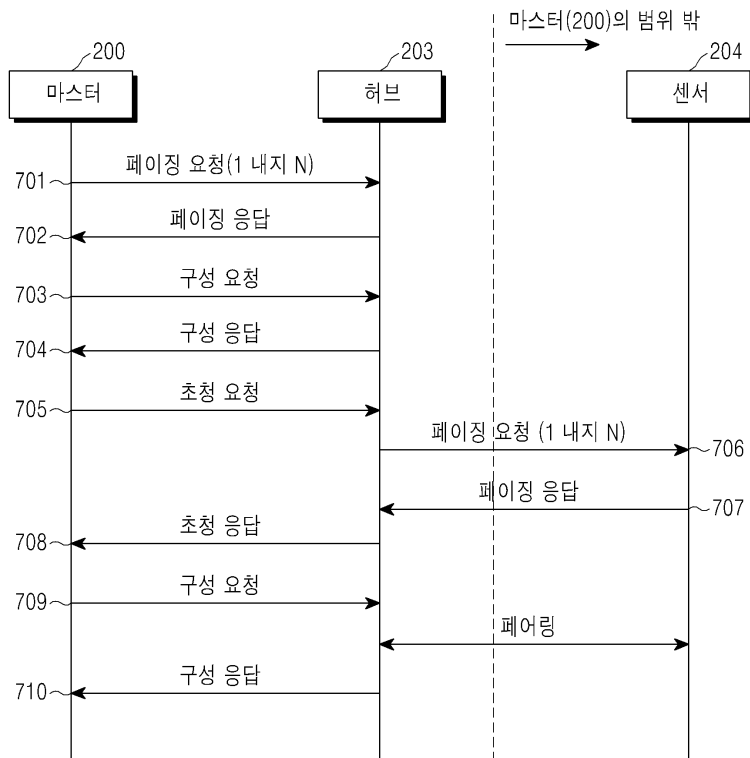 마스터(200)의 범위 밖
200
203
204
마스터
허브
센서
페이징 요청(1 내지 N)
701
페이징 응답
702
구성 요청
703
구성 응답
704
초청 요청
705
페이징 요청 (1 내지 N)
706
페이징 응답
707
초청 응답
708
구성 요청
709
페어링
구성 응답
710